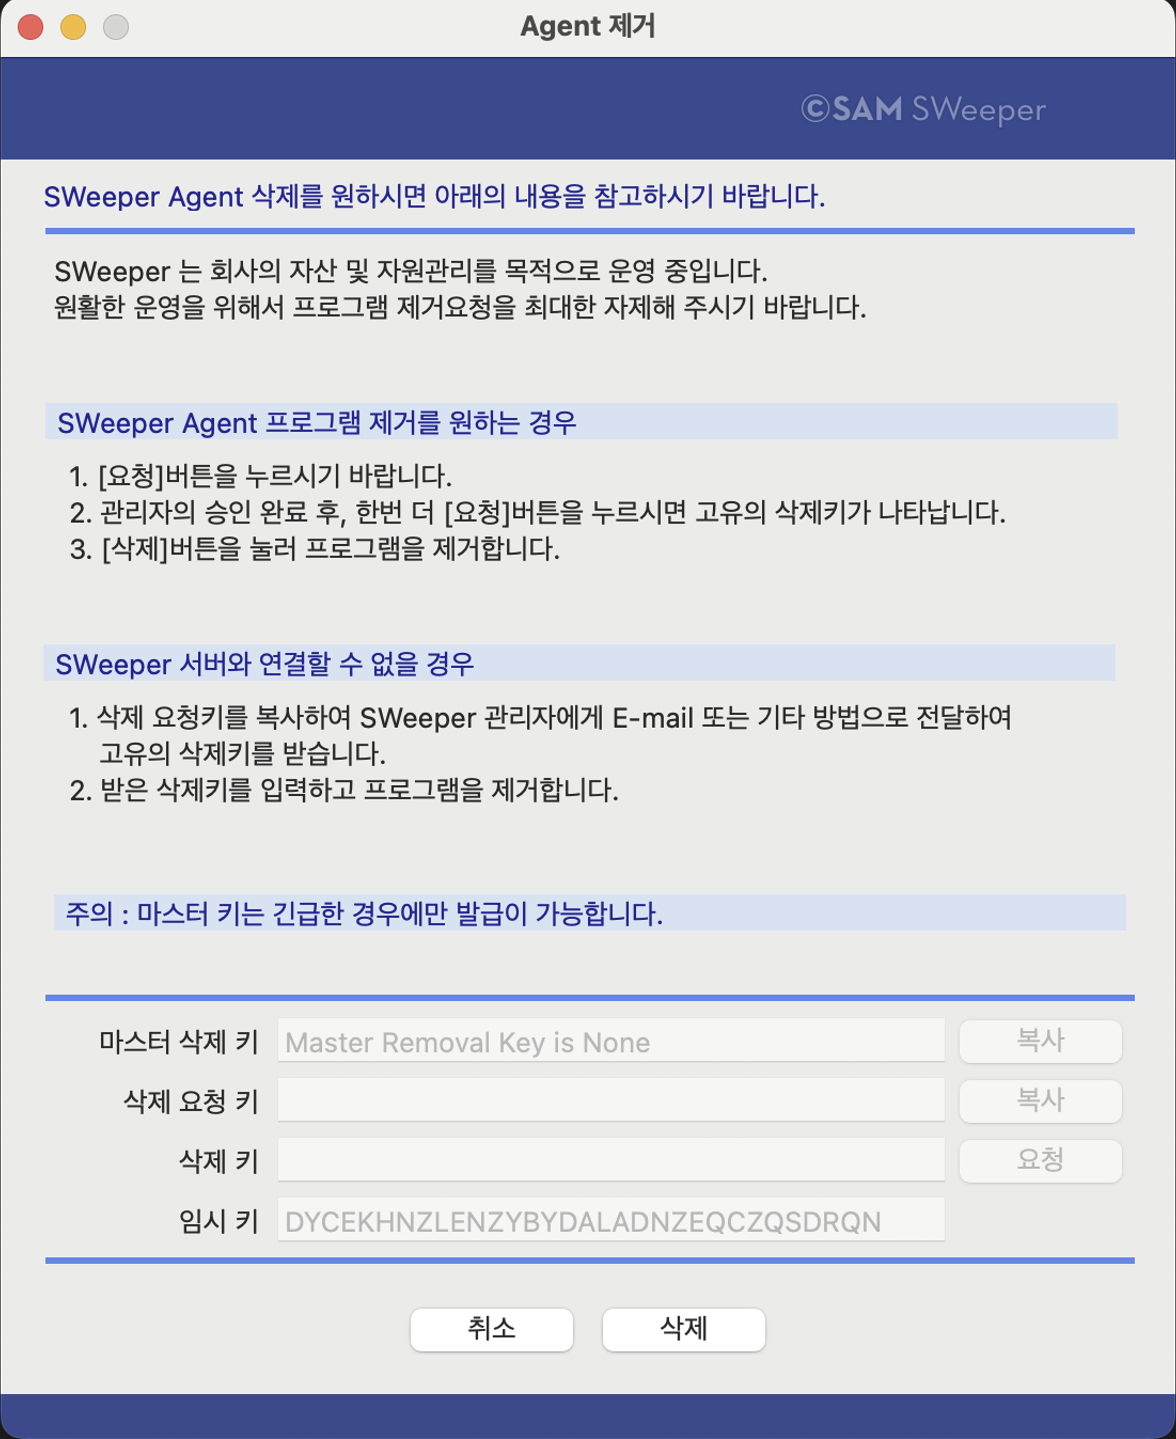 Agent 제거
©SAM SWeeper
SWeeper Agent 삭제를 원하시면 아래의 내용을 참고하시기 바랍니다.
SWeeper 는 회사의 자산 및 자원관리를 목적으로 운영 중입니다.
원활한 운영을 위해서 프로그램 제거요청을 최대한 자제해 주시기 바랍니다.
SWeeper Agent 프로그램 제거를 원하는 경우
1. [요청]버튼을 누르시기 바랍니다.
2. 관리자의 승인 완료 후, 한번 더 [요청]버튼을 누르시면 고유의 삭제키가 나타납니다.
3. [삭제]버튼을 눌러 프로그램을 제거합니다.
SWeeper 서버와 연결할 수 없을 경우
1. 삭제 요청키를 복사하여 SWeeper 관리자에게 E-mail 또는 기타 방법으로 전달하여
고유의 삭제키를 받습니다.
2. 받은 삭제키를 입력하고 프로그램을 제거합니다.
주의 : 마스터 키는 긴급한 경우에만 발급이 가능합니다.
마스터 삭제 키 Master Removal Key is None 복사
삭제 요청 키 복사
삭제 키 요청
임시 키 DYCEKHNZLENZYBYDALADNZEQCZQSDRQN
취소 삭제